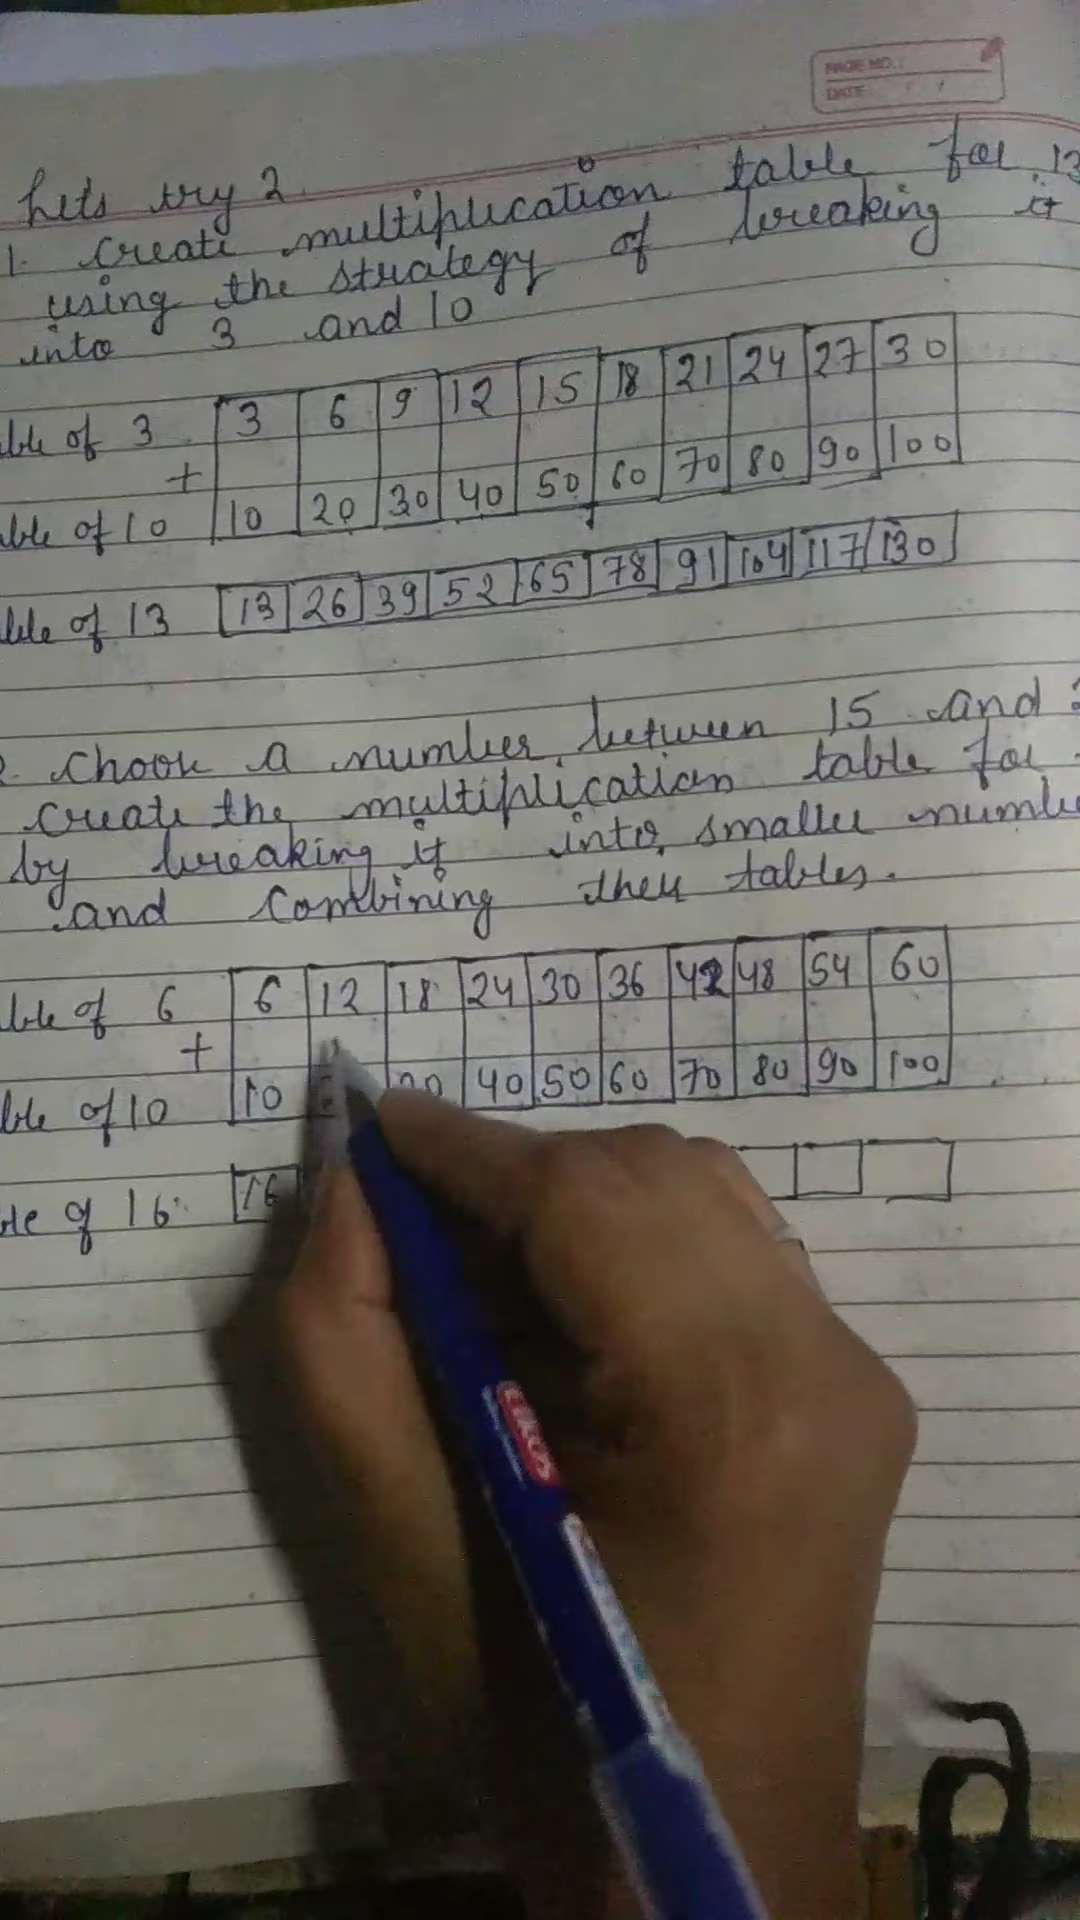 PAGE NO.:
DATE:
Lets try 2.
1. Create multiplication table for 13
using the strategy of breaking it
into 3 and 10
ble of 3 3 6 9 12 15 18 21 24 27 30
+
ble of 10 10 20 30 40 50 60 70 80 90 100
ble of 13 13 26 39 52 65 78 91 104 117 130
choose a number between 15 and
create the multiplication table for
by breaking it into smaller numbe
and combining their tables.
ble of 6 6 12 18 24 30 36 42 48 54 60
+
ble of 10 10 40 50 60 70 80 90 100
le of 16 16